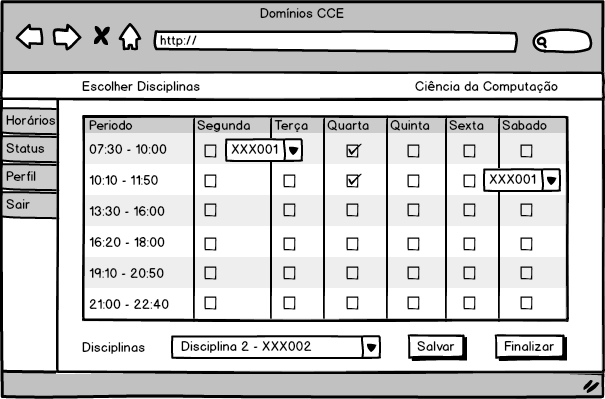 Domínios CCE
http://
Escolher Disciplinas Ciência da Computação
Horários
Status
Perfil
Sair
Periodo Segunda Terça Quarta Quinta Sexta Sabado
07:30 - 10:00 XXX001
10:10 - 11:50 XXX001
13:30 - 16:00
16:20 - 18:00
19:10 - 20:50
21:00 - 22:40
Disciplinas Disciplina 2 - XXX002 Salvar Finalizar